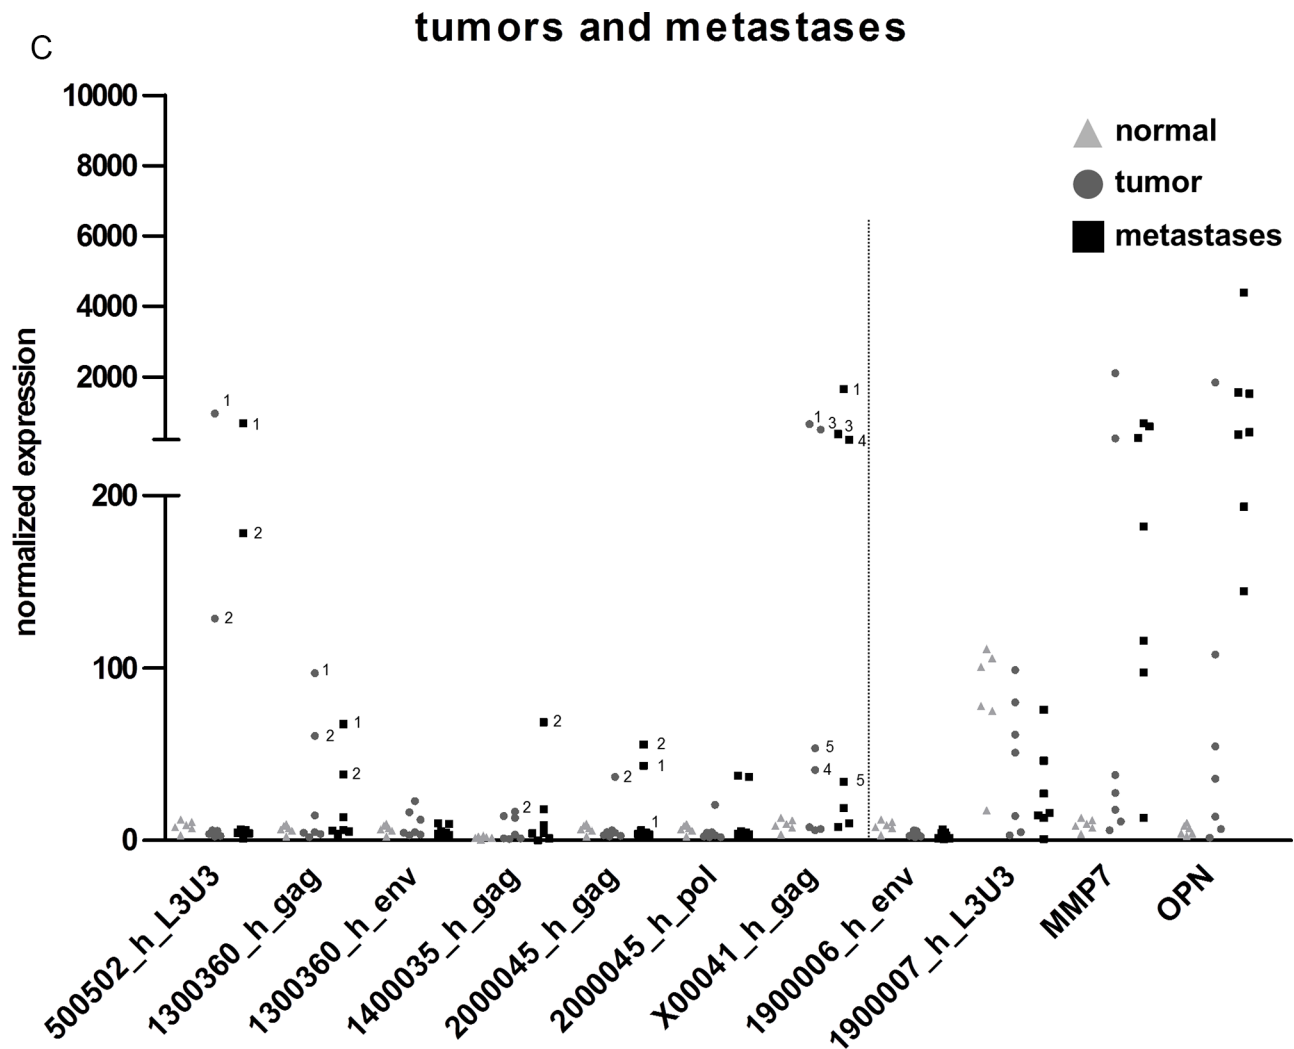 tumors and metastases
C
10000
8000
6000
4000
2000
200
100
0
normalized expression
normal
tumor
metastases
1
1
2
2
1
2
1
2
2
2
2
2
1
1
1
1
3
3
4
5
4
5
500502_h_L3U3
1300360_h_gag
1300360_h_env
1400035_h_gag
2000045_h_gag
2000045_h_pol
X00041_h_gag
1900006_h_env
1900007_h_L3U3
MMP7
OPN